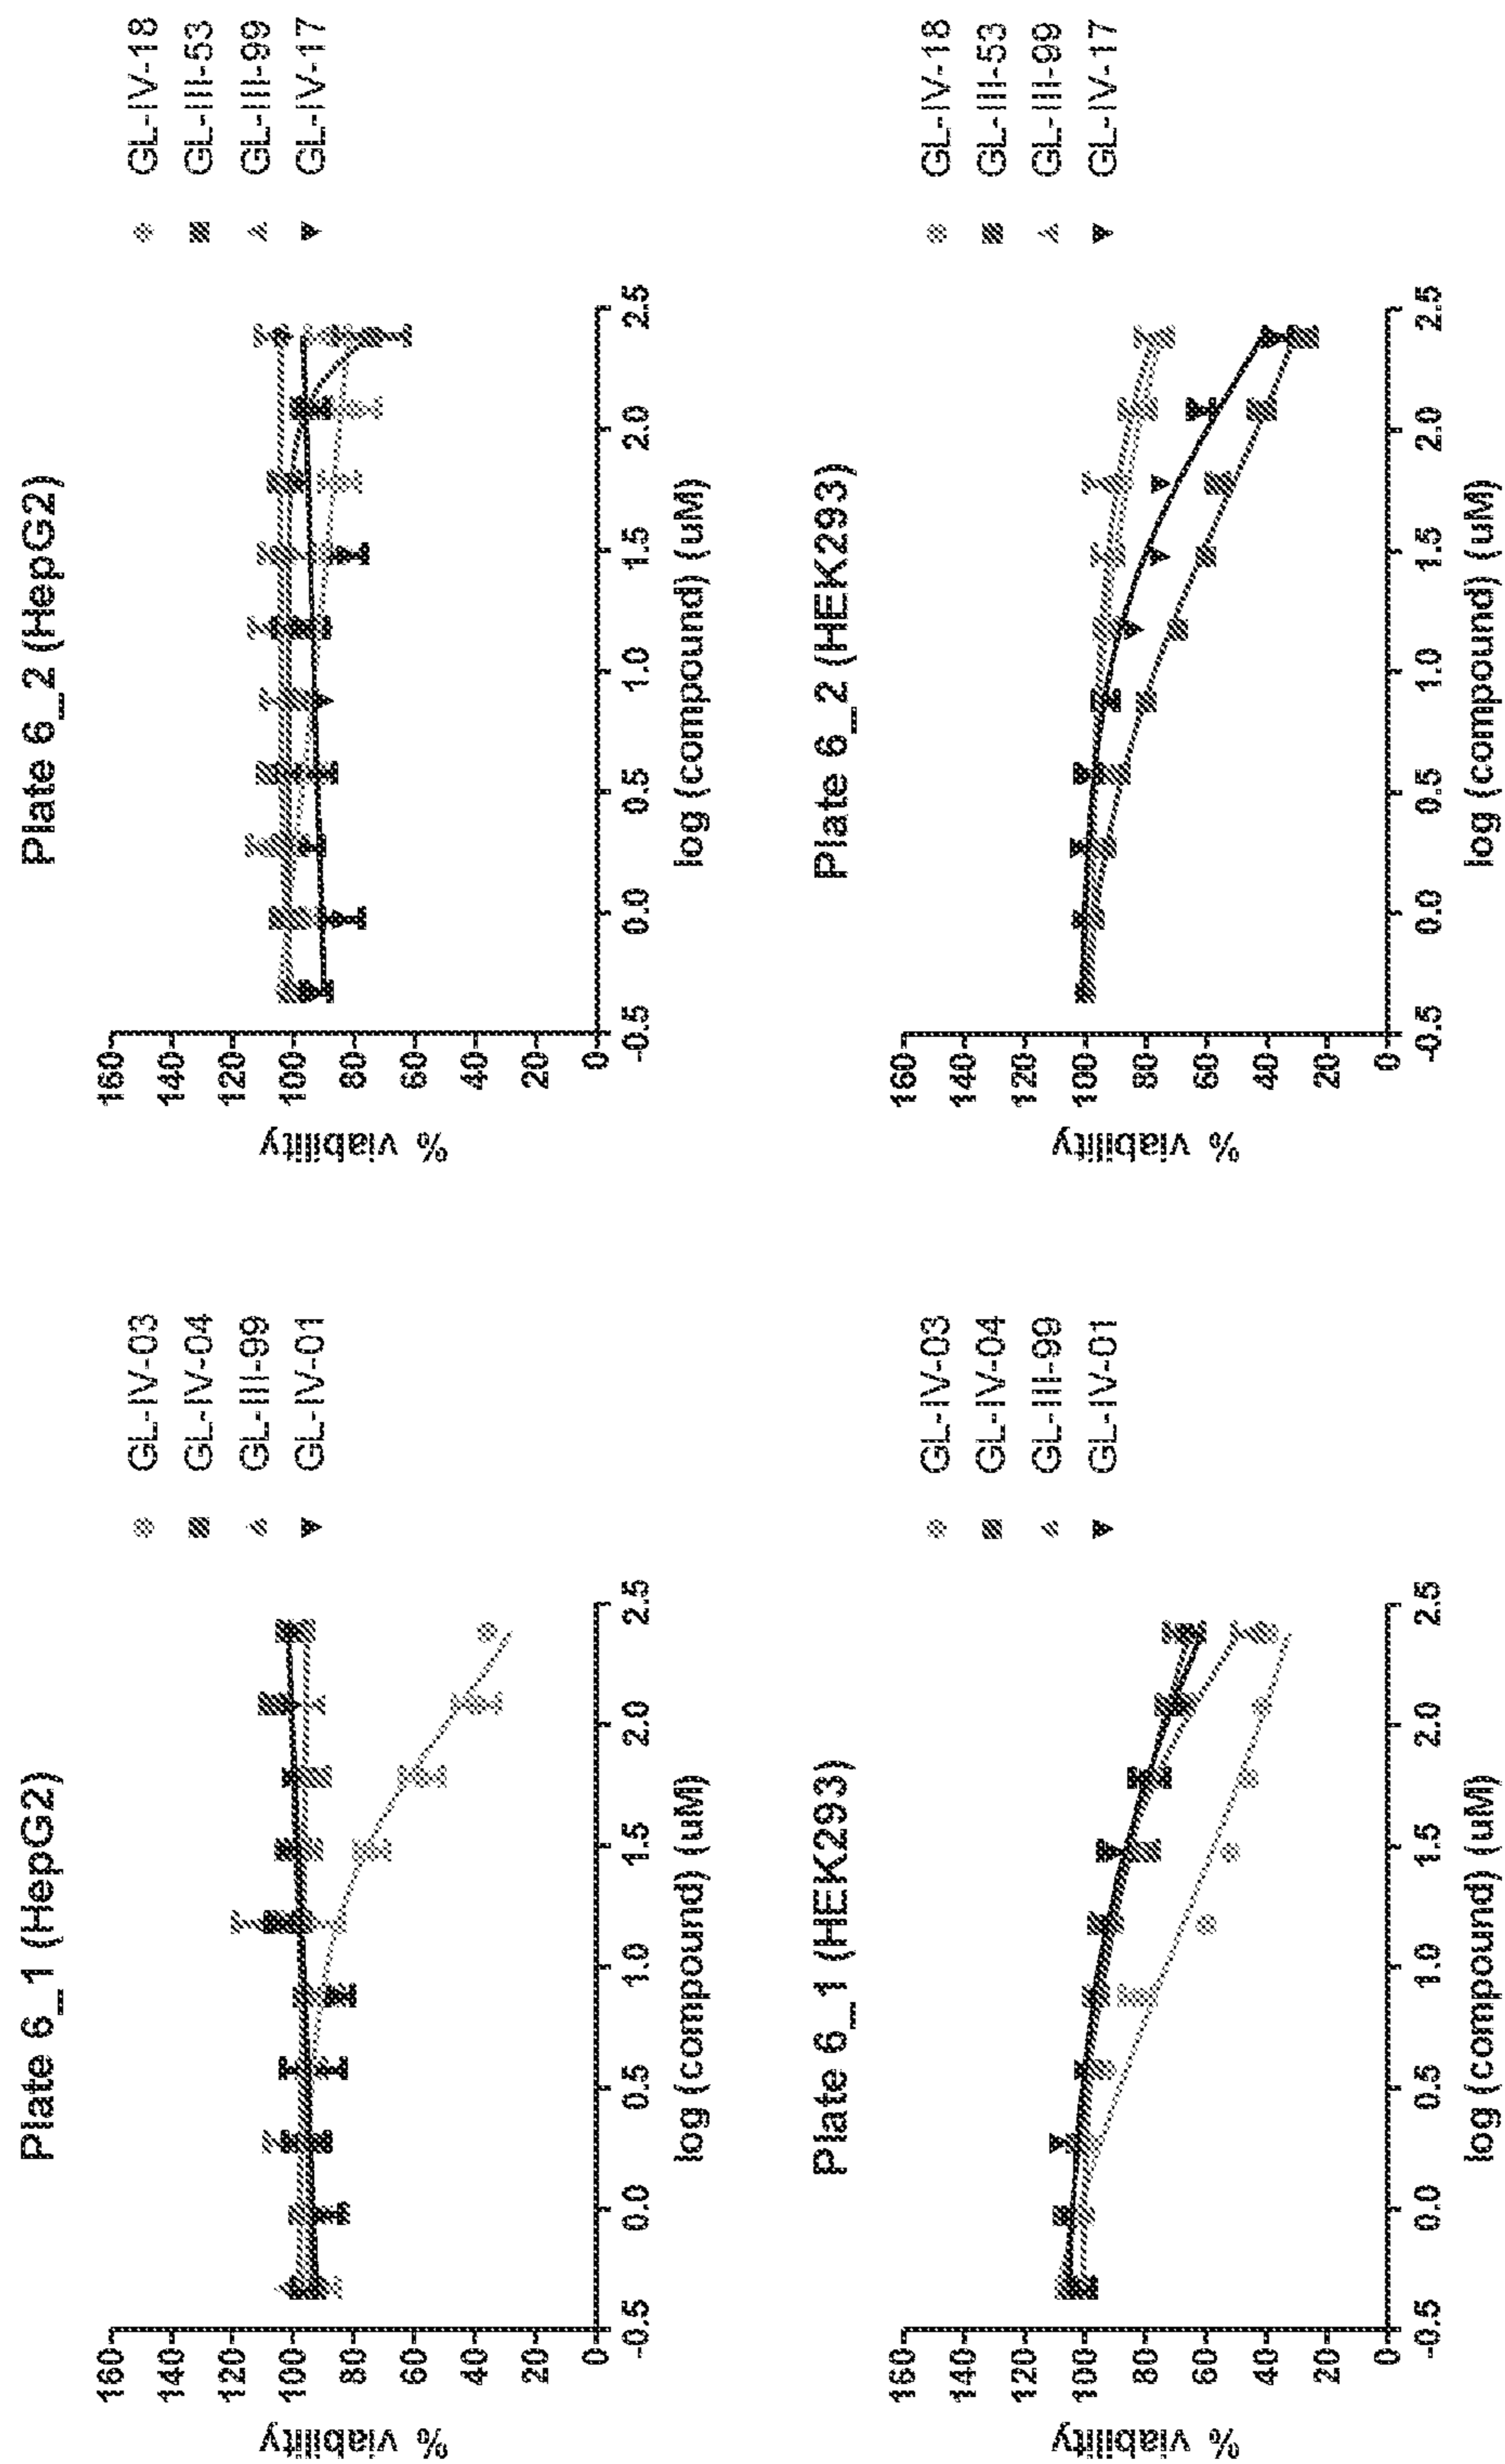 Plate 6_1 (HepG2)
% viability
160
140
120
100
80
60
40
20
0
-0.5
0.0
0.5
1.0
1.5
2.0
2.5
log (compound) (uM)
GL-IV-03
GL-IV-04
GL-III-99
GL-IV-01
Plate 6_2 (HepG2)
% viability
160
140
120
100
80
60
40
20
0
-0.5
0.0
0.5
1.0
1.5
2.0
2.5
log (compound) (uM)
GL-IV-18
GL-III-53
GL-III-99
GL-IV-17
Plate 6_1 (HEK293)
% viability
160
140
120
100
80
60
40
20
0
-0.5
0.0
0.5
1.0
1.5
2.0
2.5
log (compound) (uM)
GL-IV-03
GL-IV-04
GL-III-99
GL-IV-01
Plate 6_2 (HEK293)
% viability
160
140
120
100
80
60
40
20
0
-0.5
0.0
0.5
1.0
1.5
2.0
2.5
log (compound) (uM)
GL-IV-18
GL-III-53
GL-III-99
GL-IV-17